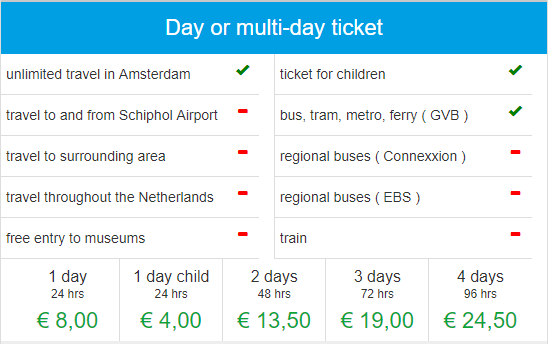 Day or multi-day ticket
unlimited travel in Amsterdam
ticket for children
travel to and from Schiphol Airport
bus, tram, metro, ferry ( GVB )
travel to surrounding area
regional buses ( Connexxion )
travel throughout the Netherlands
regional buses ( EBS )
free entry to museums
train
1 day
24 hrs
€ 8,00
1 day child
24 hrs
€ 4,00
2 days
48 hrs
€ 13,50
3 days
72 hrs
€ 19,00
4 days
96 hrs
€ 24,50